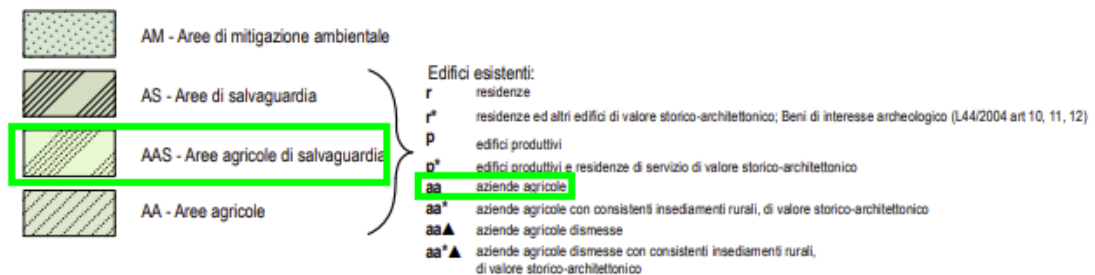 AM - Aree di mitigazione ambientale
AS - Aree di salvaguardia
AAS - Aree agricole di salvaguardia
AA - Aree agricole
Edifici esistenti:
r residenze
r* residenze ed altri edifici di valore storico-architettonico; Beni di interesse archeologico (L44/2004 art 10, 11, 12)
p edifici produttivi
p* edifici produttivi e residenze di servizio di valore storico-architettonico
aa aziende agricole
aa* aziende agricole con consistenti insediamenti rurali, di valore storico-architettonico
aa▲ aziende agricole dismesse
aa*▲ aziende agricole dismesse con consistenti insediamenti rurali,
di valore storico-architettonico